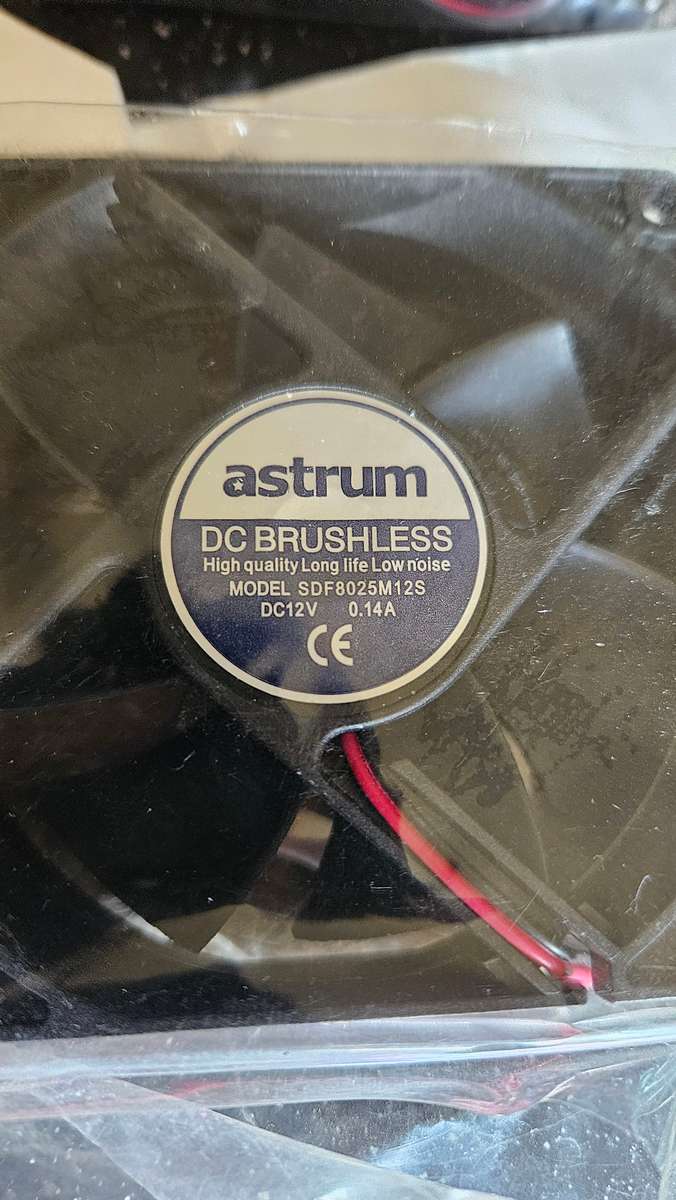 astrum
DC BRUSHLESS
High quality Long life Low noise
MODEL SDF8025M12S
DC12V 0.14A
CE